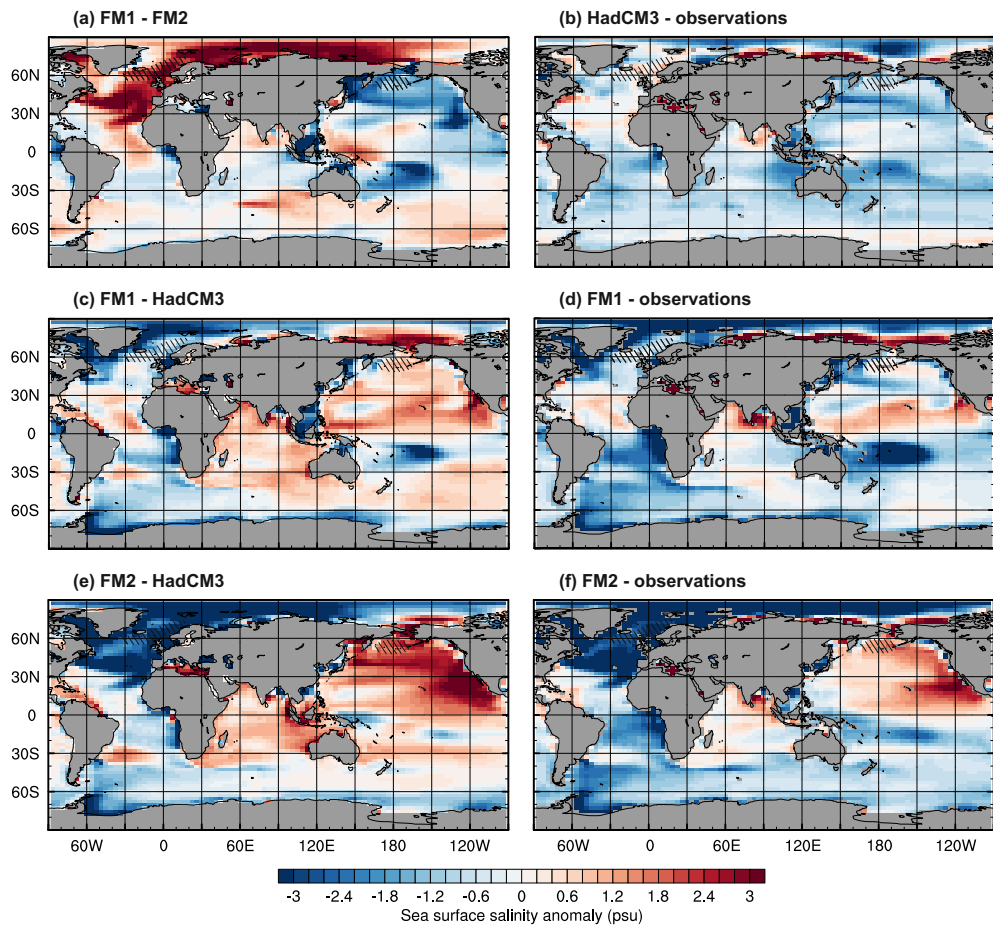 (a) FM1 - FM2
(b) HadCM3 - observations
60N
30N
0
30S
60S
(c) FM1 - HadCM3
(d) FM1 - observations
60N
30N
0
30S
60S
(e) FM2 - HadCM3
(f) FM2 - observations
60N
30N
0
30S
60S
60W 0 60E 120E 180 120W 60W 0 60E 120E 180 120W
-3 -2.4 -1.8 -1.2 -0.6 0 0.6 1.2 1.8 2.4 3
Sea surface salinity anomaly (psu)